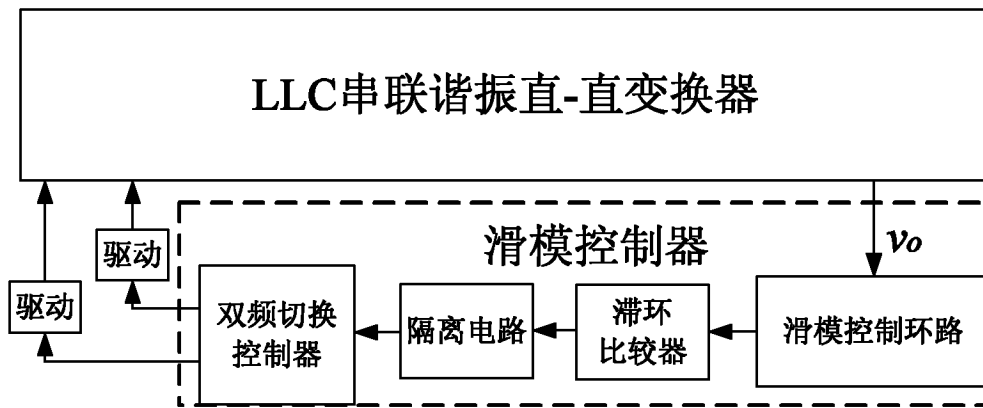 LLC串联谐振直-直变换器
滑模控制器
vo
驱动
驱动
双频切换
控制器
隔离电路
滞环
比较器
滑模控制环路